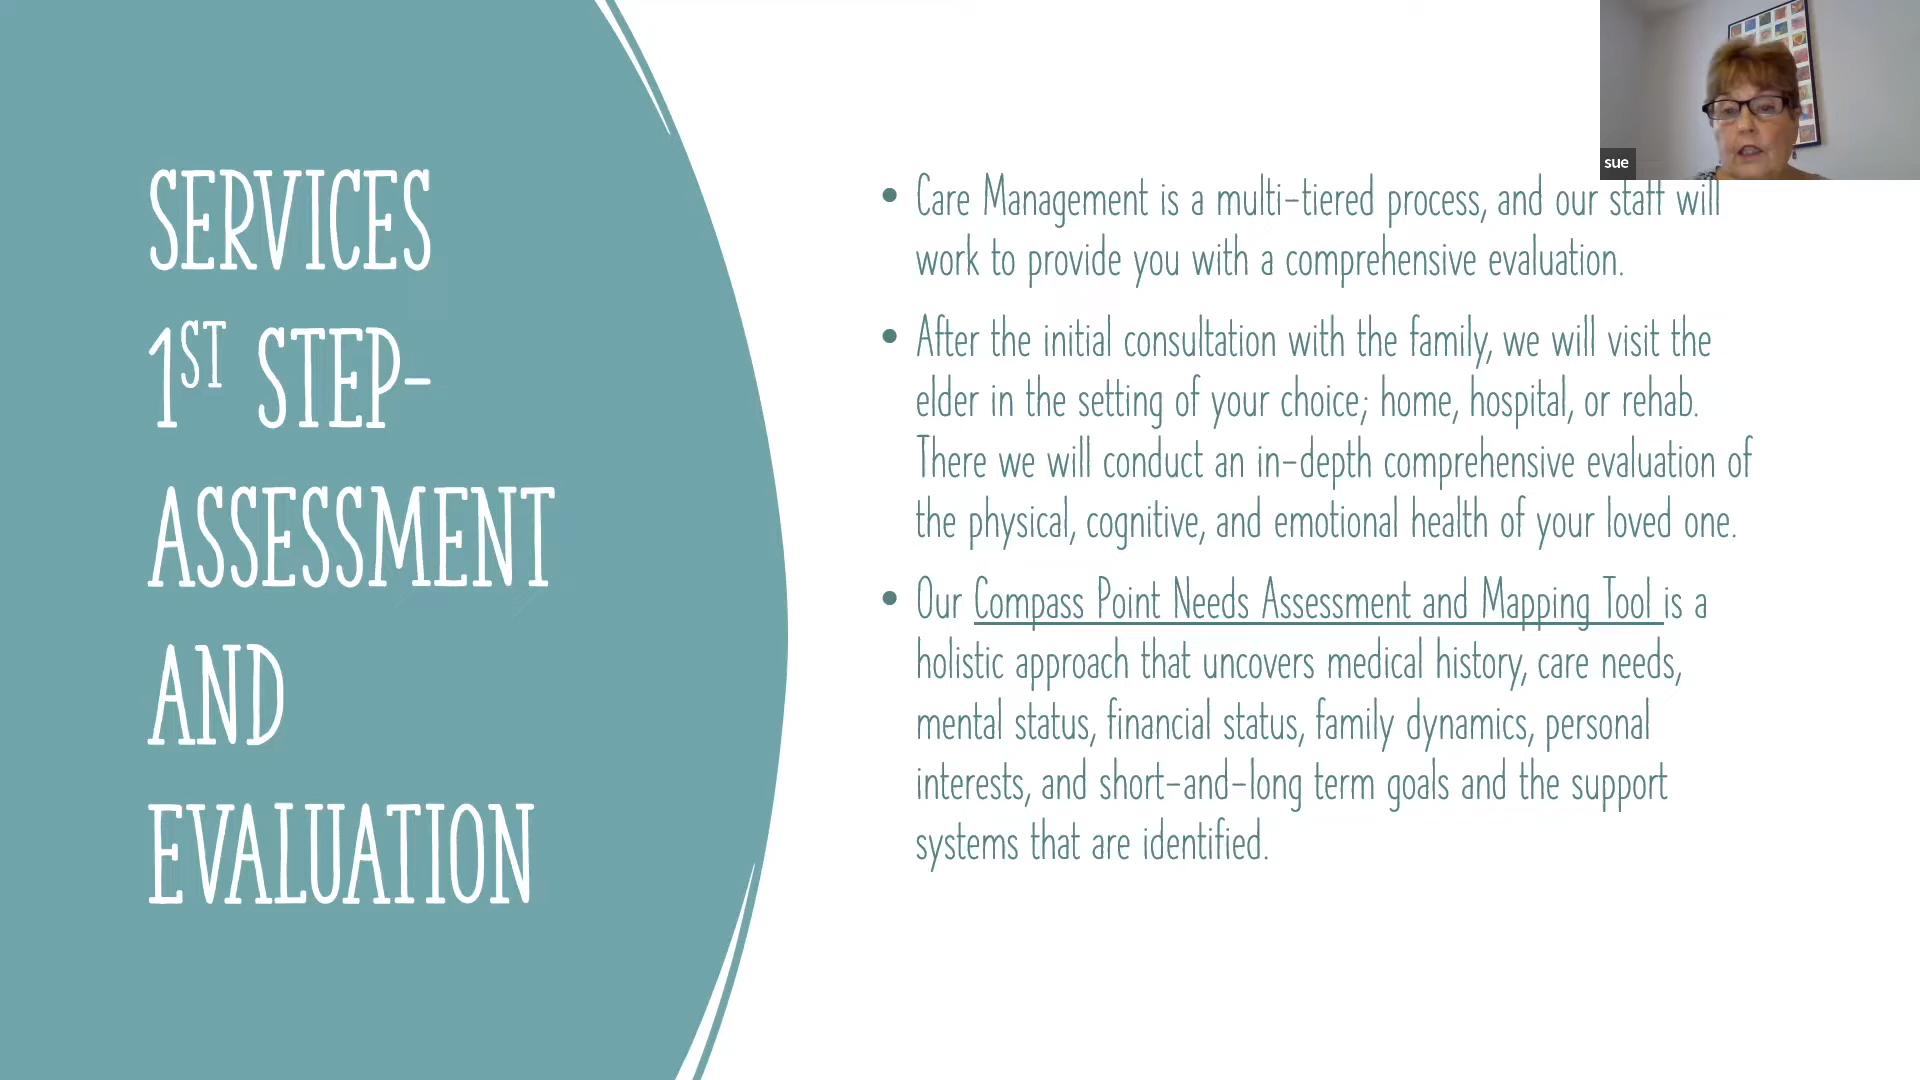 SERVICES
1ST STEP-
ASSESSMENT
AND
EVALUATION
sue
• Care Management is a multi-tiered process, and our staff will
work to provide you with a comprehensive evaluation.
• After the initial consultation with the family, we will visit the
elder in the setting of your choice; home, hospital, or rehab.
There we will conduct an in-depth comprehensive evaluation of
the physical, cognitive, and emotional health of your loved one.
• Our Compass Point Needs Assessment and Mapping Tool is a
holistic approach that uncovers medical history, care needs,
mental status, financial status, family dynamics, personal
interests, and short-and-long term goals and the support
systems that are identified.